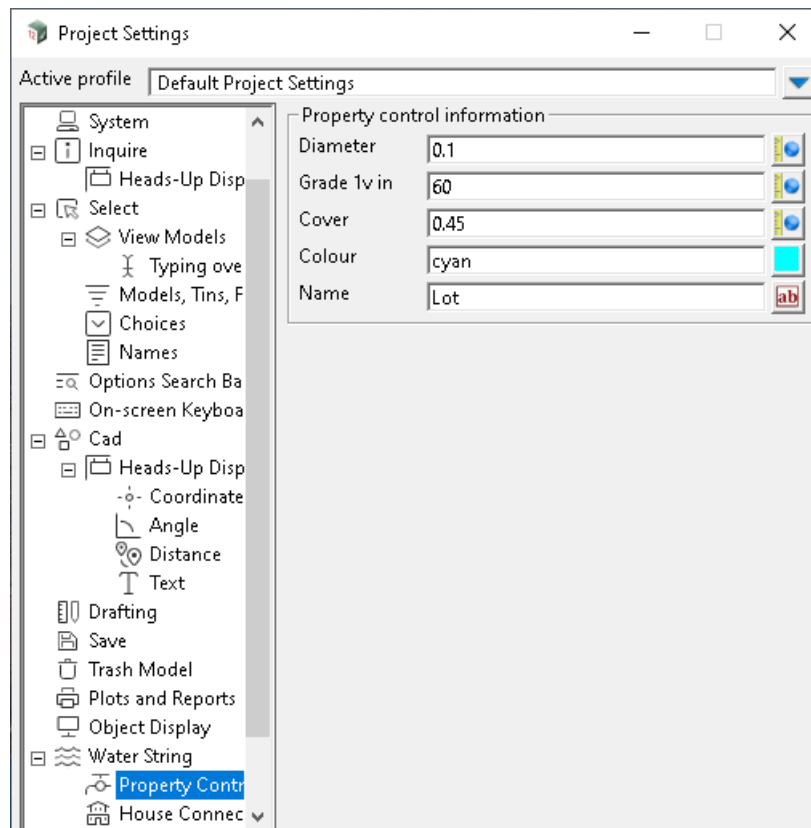 Project Settings
Active profile Default Project Settings
System
Inquire
Heads-Up Disp
Select
View Models
Typing ove
Models, Tins, F
Choices
Names
Options Search Ba
On-screen Keyboa
Cad
Heads-Up Disp
Coordinate
Angle
Distance
Text
Drafting
Save
Trash Model
Plots and Reports
Object Display
Water String
Property Contr
House Connec
Property control information
Diameter 0.1
Grade 1v in 60
Cover 0.45
Colour cyan
Name Lot ab